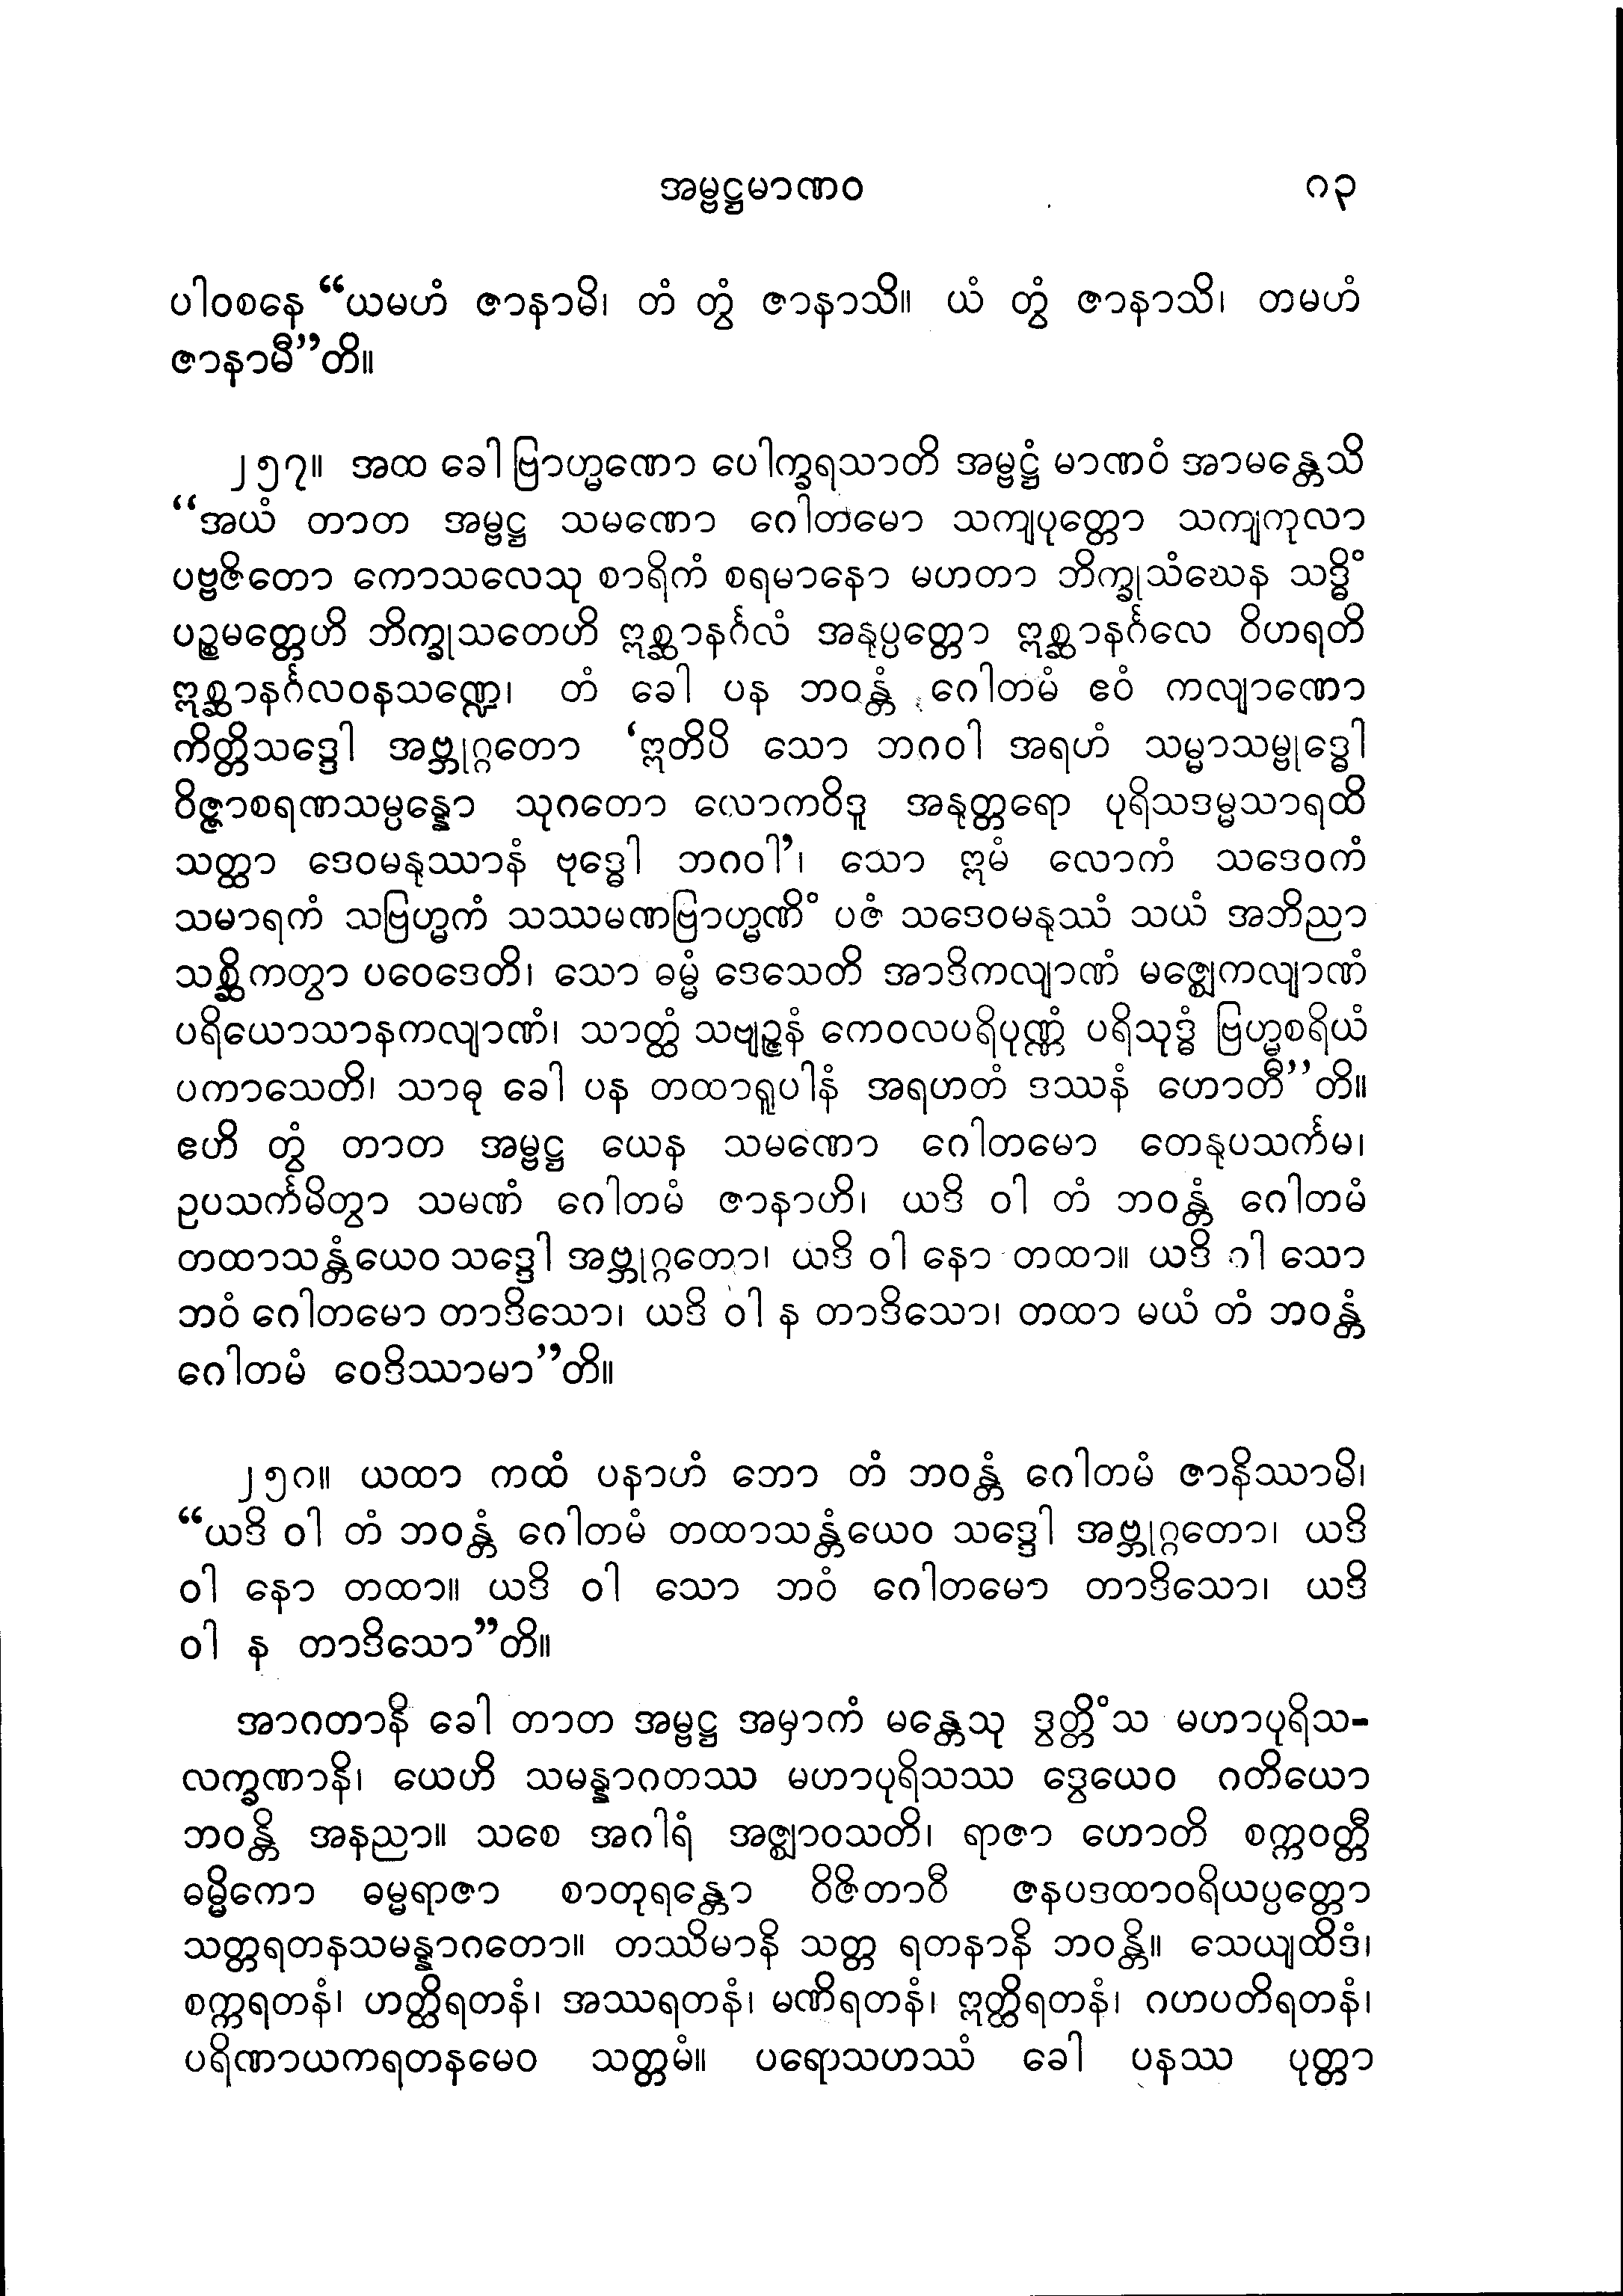 အမ္ဗဋ္ဌမာဏဝ ၈၃
ပါဝစနေ “ယမဟံ ဇာနာမိ၊ တံ တွံ ဇာနာသိ။ ယံ တွံ ဇာနာသိ၊ တမဟံ
ဇာနာမီ”တိ။
၂၅၇။ အထ ခေါ ဗြာဟ္မဏော ပေါက္ခရသာတိ အမ္ဗဋ္ဌံ မာဏဝံ အာမန္တေသိ
“အယံ တာတ အမ္ဗဋ္ဌ သမဏော ဂေါတမော သကျပုတ္တော သကျကုလာ
ပဗ္ဗဇိတော ကောသလေသု စာရိကံ စရမာနော မဟတာ ဘိက္ခုသံဃေန သဒ္ဓိံ
ပဉ္စမတ္တေဟိ ဘိက္ခုသတေဟိ ဣစ္ဆာနင်္ဂလံ အနုပ္ပတ္တော ဣစ္ဆာနင်္ဂလေ ဝိဟရတိ
ဣစ္ဆာနင်္ဂလဝနသဏ္ဍေ၊ တံ ခေါ ပန ဘဝန္တံ ဂေါတမံ ဧဝံ ကလျာဏော
ကိတ္တိသဒ္ဒေါ အဗ္ဘုဂ္ဂတော ‘ဣတိပိ သော ဘဂဝါ အရဟံ သမ္မာသမ္ဗုဒ္ဓေါ
ဝိဇ္ဇာစရဏသမ္ပန္နော သုဂတော လောကဝိဒူ အနုတ္တရော ပုရိသဒမ္မသာရထိ
သတ္ထာ ဒေဝမနုဿာနံ ဗုဒ္ဓေါ ဘဂဝါ’၊ သော ဣမံ လောကံ သဒေဝကံ
သမာရကံ သဗြဟ္မကံ သဿမဏဗြာဟ္မဏိံ ပဇံ သဒေဝမနုဿံ သယံ အဘိညာ
သစ္ဆိကတွာ ပဝေဒေတိ၊ သော ဓမ္မံ ဒေသေတိ အာဒိကလျာဏံ မဇ္ဈေကလျာဏံ
ပရိယောသာနကလျာဏံ၊ သာတ္ထံ သဗျဉ္ဇနံ ကေဝလပရိပုဏ္ဏံ ပရိသုဒ္ဓံ ဗြဟ္မစရိယံ
ပကာသေတိ၊ သာဓု ခေါ ပန တထာရူပါနံ အရဟတံ ဒဿနံ ဟောတီ”တိ။
ဧဟိ တွံ တာတ အမ္ဗဋ္ဌ ယေန သမဏော ဂေါတမော တေနုပသင်္ကမ၊
ဥပသင်္ကမိတွာ သမဏံ ဂေါတမံ ဇာနာဟိ၊ ယဒိ ဝါ တံ ဘဝန္တံ ဂေါတမံ
တထာသန္တံယေဝ သဒ္ဒေါ အဗ္ဘုဂ္ဂတော၊ ယဒိ ဝါ နော တထာ။ ယဒိ ဝါ သော
ဘဝံ ဂေါတမော တာဒိသော၊ ယဒိ ဝါ န တာဒိသော၊ တထာ မယံ တံ ဘဝန္တံ
ဂေါတမံ ဝေဒိဿာမာ”တိ။
၂၅၈။ ယထာ ကထံ ပနာဟံ ဘော တံ ဘဝန္တံ ဂေါတမံ ဇာနိဿာမိ၊
“ယဒိ ဝါ တံ ဘဝန္တံ ဂေါတမံ တထာသန္တံယေဝ သဒ္ဒေါ အဗ္ဘုဂ္ဂတော၊ ယဒိ
ဝါ နော တထာ။ ယဒိ ဝါ သော ဘဝံ ဂေါတမော တာဒိသော၊ ယဒိ
ဝါ န တာဒိသော”တိ။
အာဂတာနိ ခေါ တာတ အမ္ဗဋ္ဌ အမှာကံ မန္တေသု ဒွတ္တိံသ မဟာပုရိသ-
လက္ခဏာနိ၊ ယေဟိ သမန္နာဂတဿ မဟာပုရိသဿ ဒွေယေဝ ဂတိယော
ဘဝန္တိ အနညာ။ သစေ အဂါရံ အဇ္ဈာဝသတိ၊ ရာဇာ ဟောတိ စက္ကဝတ္တီ
ဓမ္မိကော ဓမ္မရာဇာ စာတုရန္တော ဝိဇိတာဝီ ဇနပဒထာဝရိယပ္ပတ္တော
သတ္တရတနသမန္နာဂတော။ တဿိမာနိ သတ္တ ရတနာနိ ဘဝန္တိ။ သေယျထိဒံ၊
စက္ကရတနံ၊ ဟတ္ထိရတနံ၊ အဿရတနံ၊ မဏိရတနံ၊ ဣတ္ထိရတနံ၊ ဂဟပတိရတနံ၊
ပရိဏာယကရတနမေဝ သတ္တမံ။ ပရောသဟဿံ ခေါ ပနဿ ပုတ္တာ